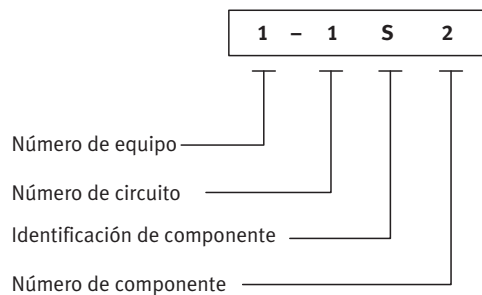 1 – 1 S 2
Número de equipo
Número de circuito
Identificación de componente
Número de componente